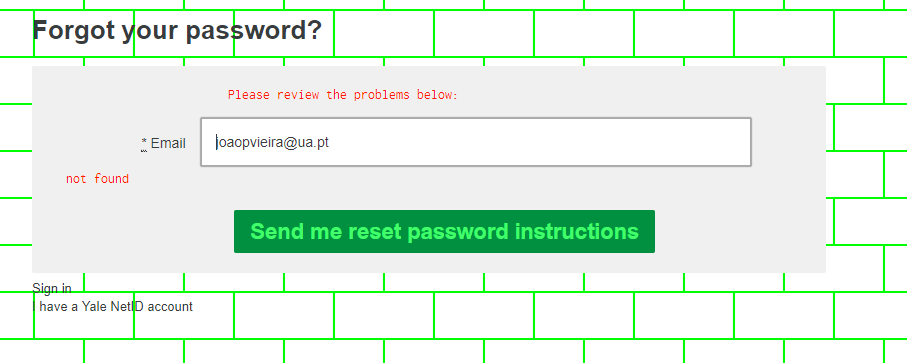 Forgot your password?
Please review the problems below:
* Email
joaopvieira@ua.pt
not found
Send me reset password instructions
Sign in
I have a Yale NetID account